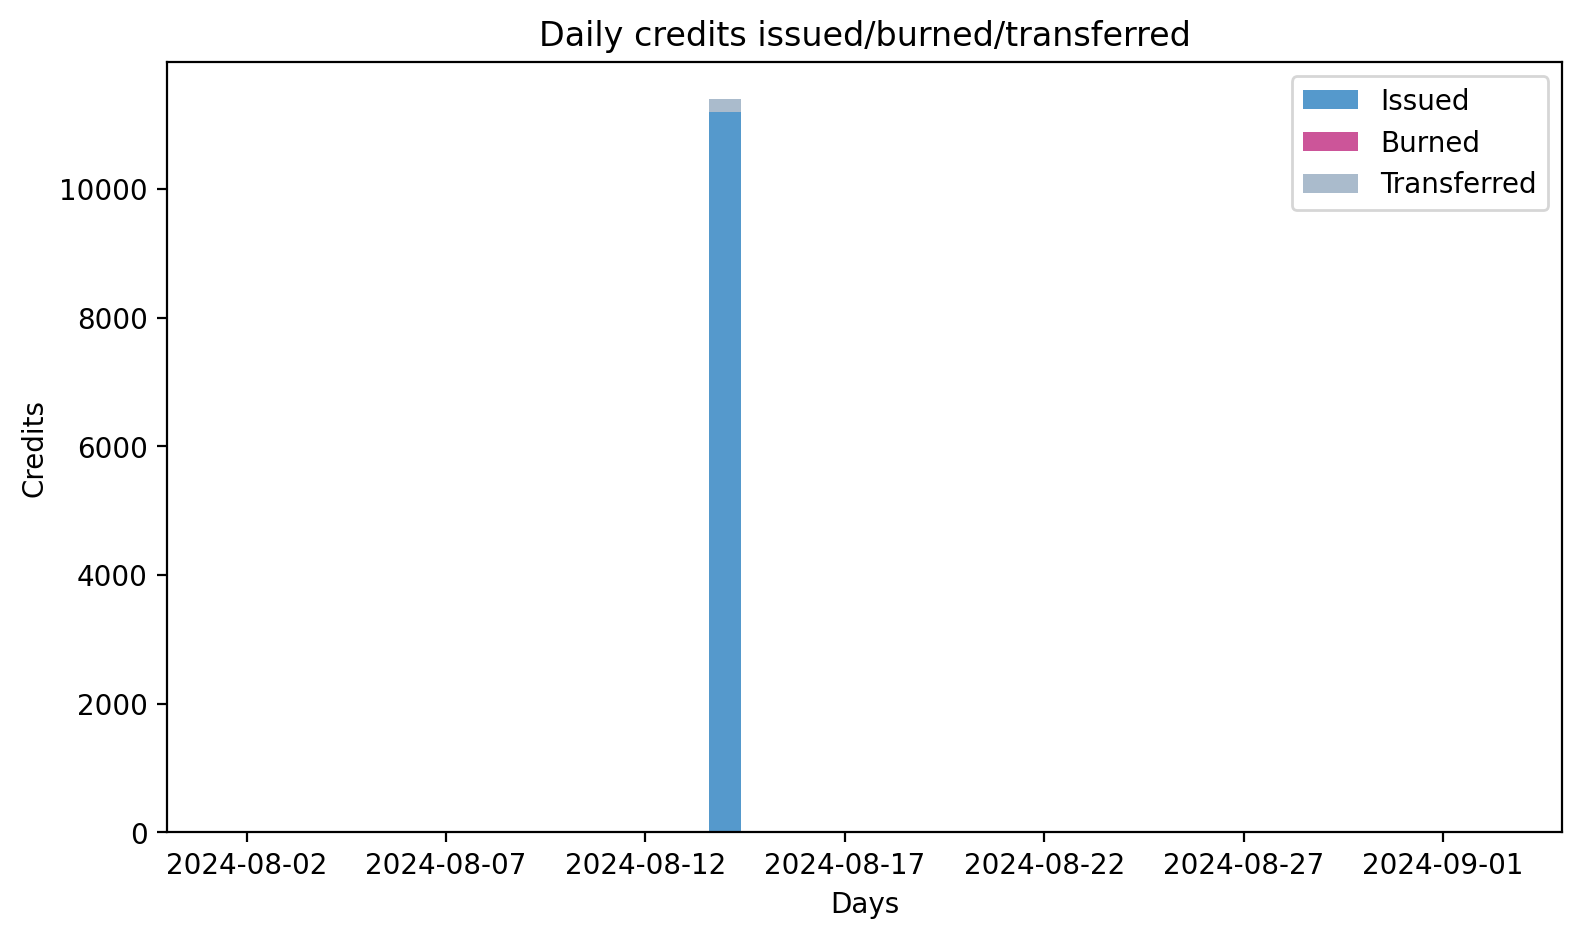 Daily credits issued/burned/transferred
Issued
Burned
Transferred
10000
8000
6000
4000
2000
0
Credits
2024-08-02 2024-08-07 2024-08-12 2024-08-17 2024-08-22 2024-08-27 2024-09-01
Days